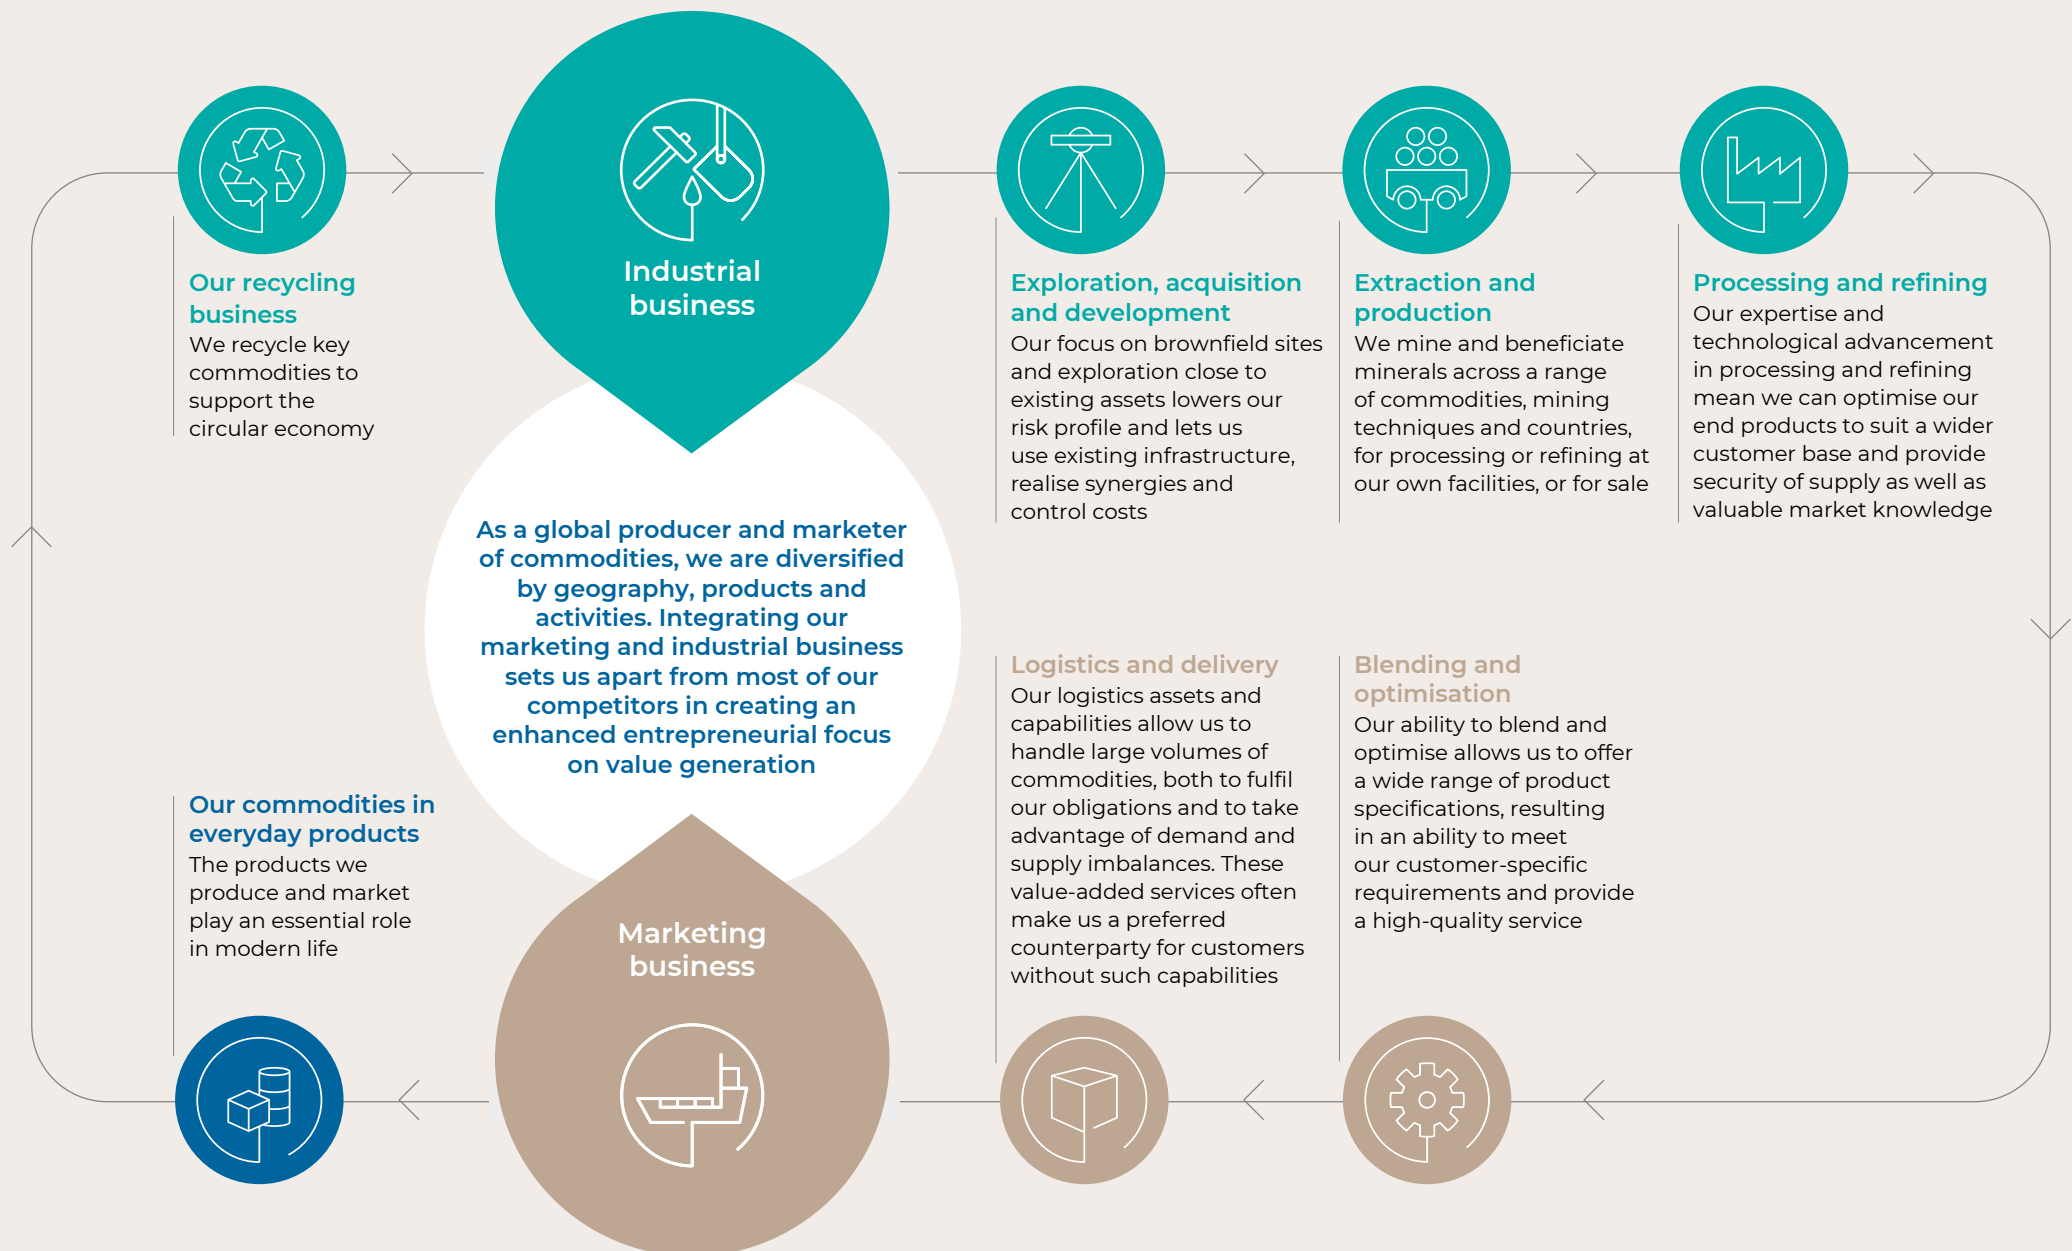 Industrial
business
Our recycling
business
We recycle key
commodities to
support the
circular economy
Exploration, acquisition
and development
Our focus on brownfield sites
and exploration close to
existing assets lowers our
risk profile and lets us
use existing infrastructure,
realise synergies and
control costs
Extraction and
production
We mine and beneficiate
minerals across a range
of commodities, mining
techniques and countries,
for processing or refining at
our own facilities, or for sale
Processing and refining
Our expertise and
technological advancement
in processing and refining
mean we can optimise our
end products to suit a wider
customer base and provide
security of supply as well as
valuable market knowledge
As a global producer and marketer
of commodities, we are diversified
by geography, products and
activities. Integrating our
marketing and industrial business
sets us apart from most of our
competitors in creating an
enhanced entrepreneurial focus
on value generation
Logistics and delivery
Our logistics assets and
capabilities allow us to
handle large volumes of
commodities, both to fulfil
our obligations and to take
advantage of demand and
supply imbalances. These
value-added services often
make us a preferred
counterparty for customers
without such capabilities
Blending and
optimisation
Our ability to blend and
optimise allows us to offer
a wide range of product
specifications, resulting
in an ability to meet
our customer-specific
requirements and provide
a high-quality service
Our commodities in
everyday products
The products we
produce and market
play an essential role
in modern life
Marketing
business